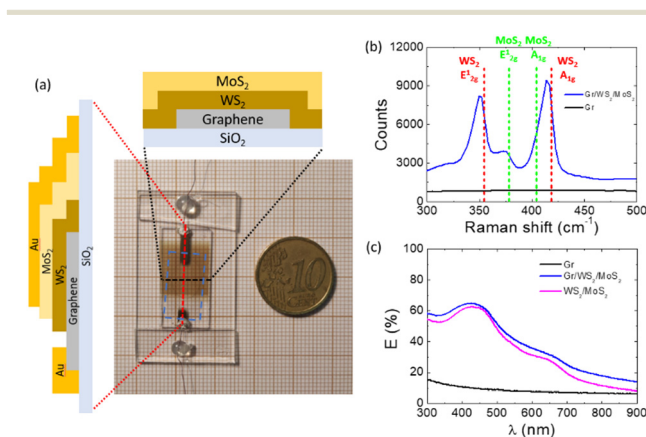 (a)
MoS2
WS2
Graphene
SiO2
Au
MoS2
WS2
Graphene
Au
SiO2
10
(b)
WS2
E12g
MoS2
E12g
MoS2
A1g
WS2
A1g
Gr/WS2/MoS2
Gr
12000
9000
6000
3000
0
Counts
300 350 400 450 500
Raman shift (cm-1)
(c)
Gr
Gr/WS2/MoS2
WS2/MoS2
100
80
60
40
20
0
E (%)
300 400 500 600 700 800 900
λ (nm)